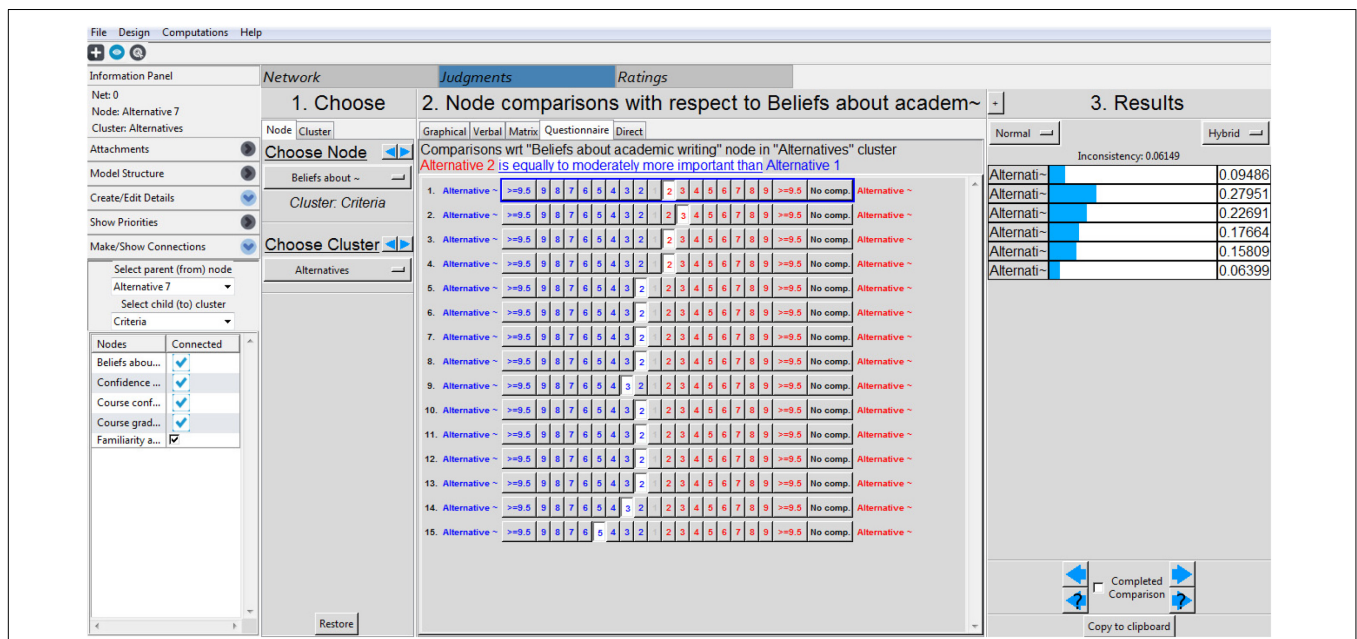 File Design Computations Help
Information Panel
Net: 0
Node: Alternative 7
Cluster: Alternatives
Attachments
Model Structure
Create/Edit Details
Show Priorities
Make/Show Connections
Select parent (from) node
Alternative 7
Select child (to) cluster
Criteria
Nodes Connected
Beliefs abou...
Confidence ...
Course conf...
Course grad...
Familiarity a...
Network Judgments Ratings
1. Choose
Node Cluster
Choose Node
Beliefs about ~
Cluster: Criteria
Choose Cluster
Alternatives
Restore
2. Node comparisons with respect to Beliefs about academ~
Graphical Verbal Matrix Questionnaire Direct
Comparisons wrt "Beliefs about academic writing" node in "Alternatives" cluster
Alternative 2 is equally to moderately more important than Alternative 1
1. Alternative ~ >=9.5 9 8 7 6 5 4 3 2 1 2 3 4 5 6 7 8 9 >=9.5 No comp. Alternative ~
2. Alternative ~ >=9.5 9 8 7 6 5 4 3 2 1 2 3 4 5 6 7 8 9 >=9.5 No comp. Alternative ~
3. Alternative ~ >=9.5 9 8 7 6 5 4 3 2 1 2 3 4 5 6 7 8 9 >=9.5 No comp. Alternative ~
4. Alternative ~ >=9.5 9 8 7 6 5 4 3 2 1 2 3 4 5 6 7 8 9 >=9.5 No comp. Alternative ~
5. Alternative ~ >=9.5 9 8 7 6 5 4 3 2 1 2 3 4 5 6 7 8 9 >=9.5 No comp. Alternative ~
6. Alternative ~ >=9.5 9 8 7 6 5 4 3 2 1 2 3 4 5 6 7 8 9 >=9.5 No comp. Alternative ~
7. Alternative ~ >=9.5 9 8 7 6 5 4 3 2 1 2 3 4 5 6 7 8 9 >=9.5 No comp. Alternative ~
8. Alternative ~ >=9.5 9 8 7 6 5 4 3 2 1 2 3 4 5 6 7 8 9 >=9.5 No comp. Alternative ~
9. Alternative ~ >=9.5 9 8 7 6 5 4 3 2 1 2 3 4 5 6 7 8 9 >=9.5 No comp. Alternative ~
10. Alternative ~ >=9.5 9 8 7 6 5 4 3 2 1 2 3 4 5 6 7 8 9 >=9.5 No comp. Alternative ~
11. Alternative ~ >=9.5 9 8 7 6 5 4 3 2 1 2 3 4 5 6 7 8 9 >=9.5 No comp. Alternative ~
12. Alternative ~ >=9.5 9 8 7 6 5 4 3 2 1 2 3 4 5 6 7 8 9 >=9.5 No comp. Alternative ~
13. Alternative ~ >=9.5 9 8 7 6 5 4 3 2 1 2 3 4 5 6 7 8 9 >=9.5 No comp. Alternative ~
14. Alternative ~ >=9.5 9 8 7 6 5 4 3 2 1 2 3 4 5 6 7 8 9 >=9.5 No comp. Alternative ~
15. Alternative ~ >=9.5 9 8 7 6 5 4 3 2 1 2 3 4 5 6 7 8 9 >=9.5 No comp. Alternative ~
+ 3. Results
Normal Hybrid
Inconsistency: 0.06149
Alternati~ 0.09486
Alternati~ 0.27951
Alternati~ 0.22691
Alternati~ 0.17664
Alternati~ 0.15809
Alternati~ 0.06399
Completed
Comparison
? ?
Copy to clipboard